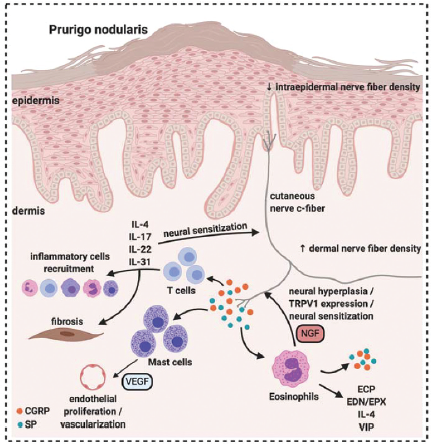 Prurigo nodularis
↓ intraepidermal nerve fiber density
epidermis
dermis
cutaneous
nerve c-fiber
IL-4
IL-17
IL-22
IL-31
neural sensitization
↑ dermal nerve fiber density
inflammatory cells
recruitment
T cells
neural hyperplasia /
TRPV1 expression /
neural sensitization
NGF
fibrosis
Mast cells
VEGF
Eosinophils
endothelial
proliferation /
vascularization
CGRP
SP
ECP
EDN/EPX
IL-4
VIP